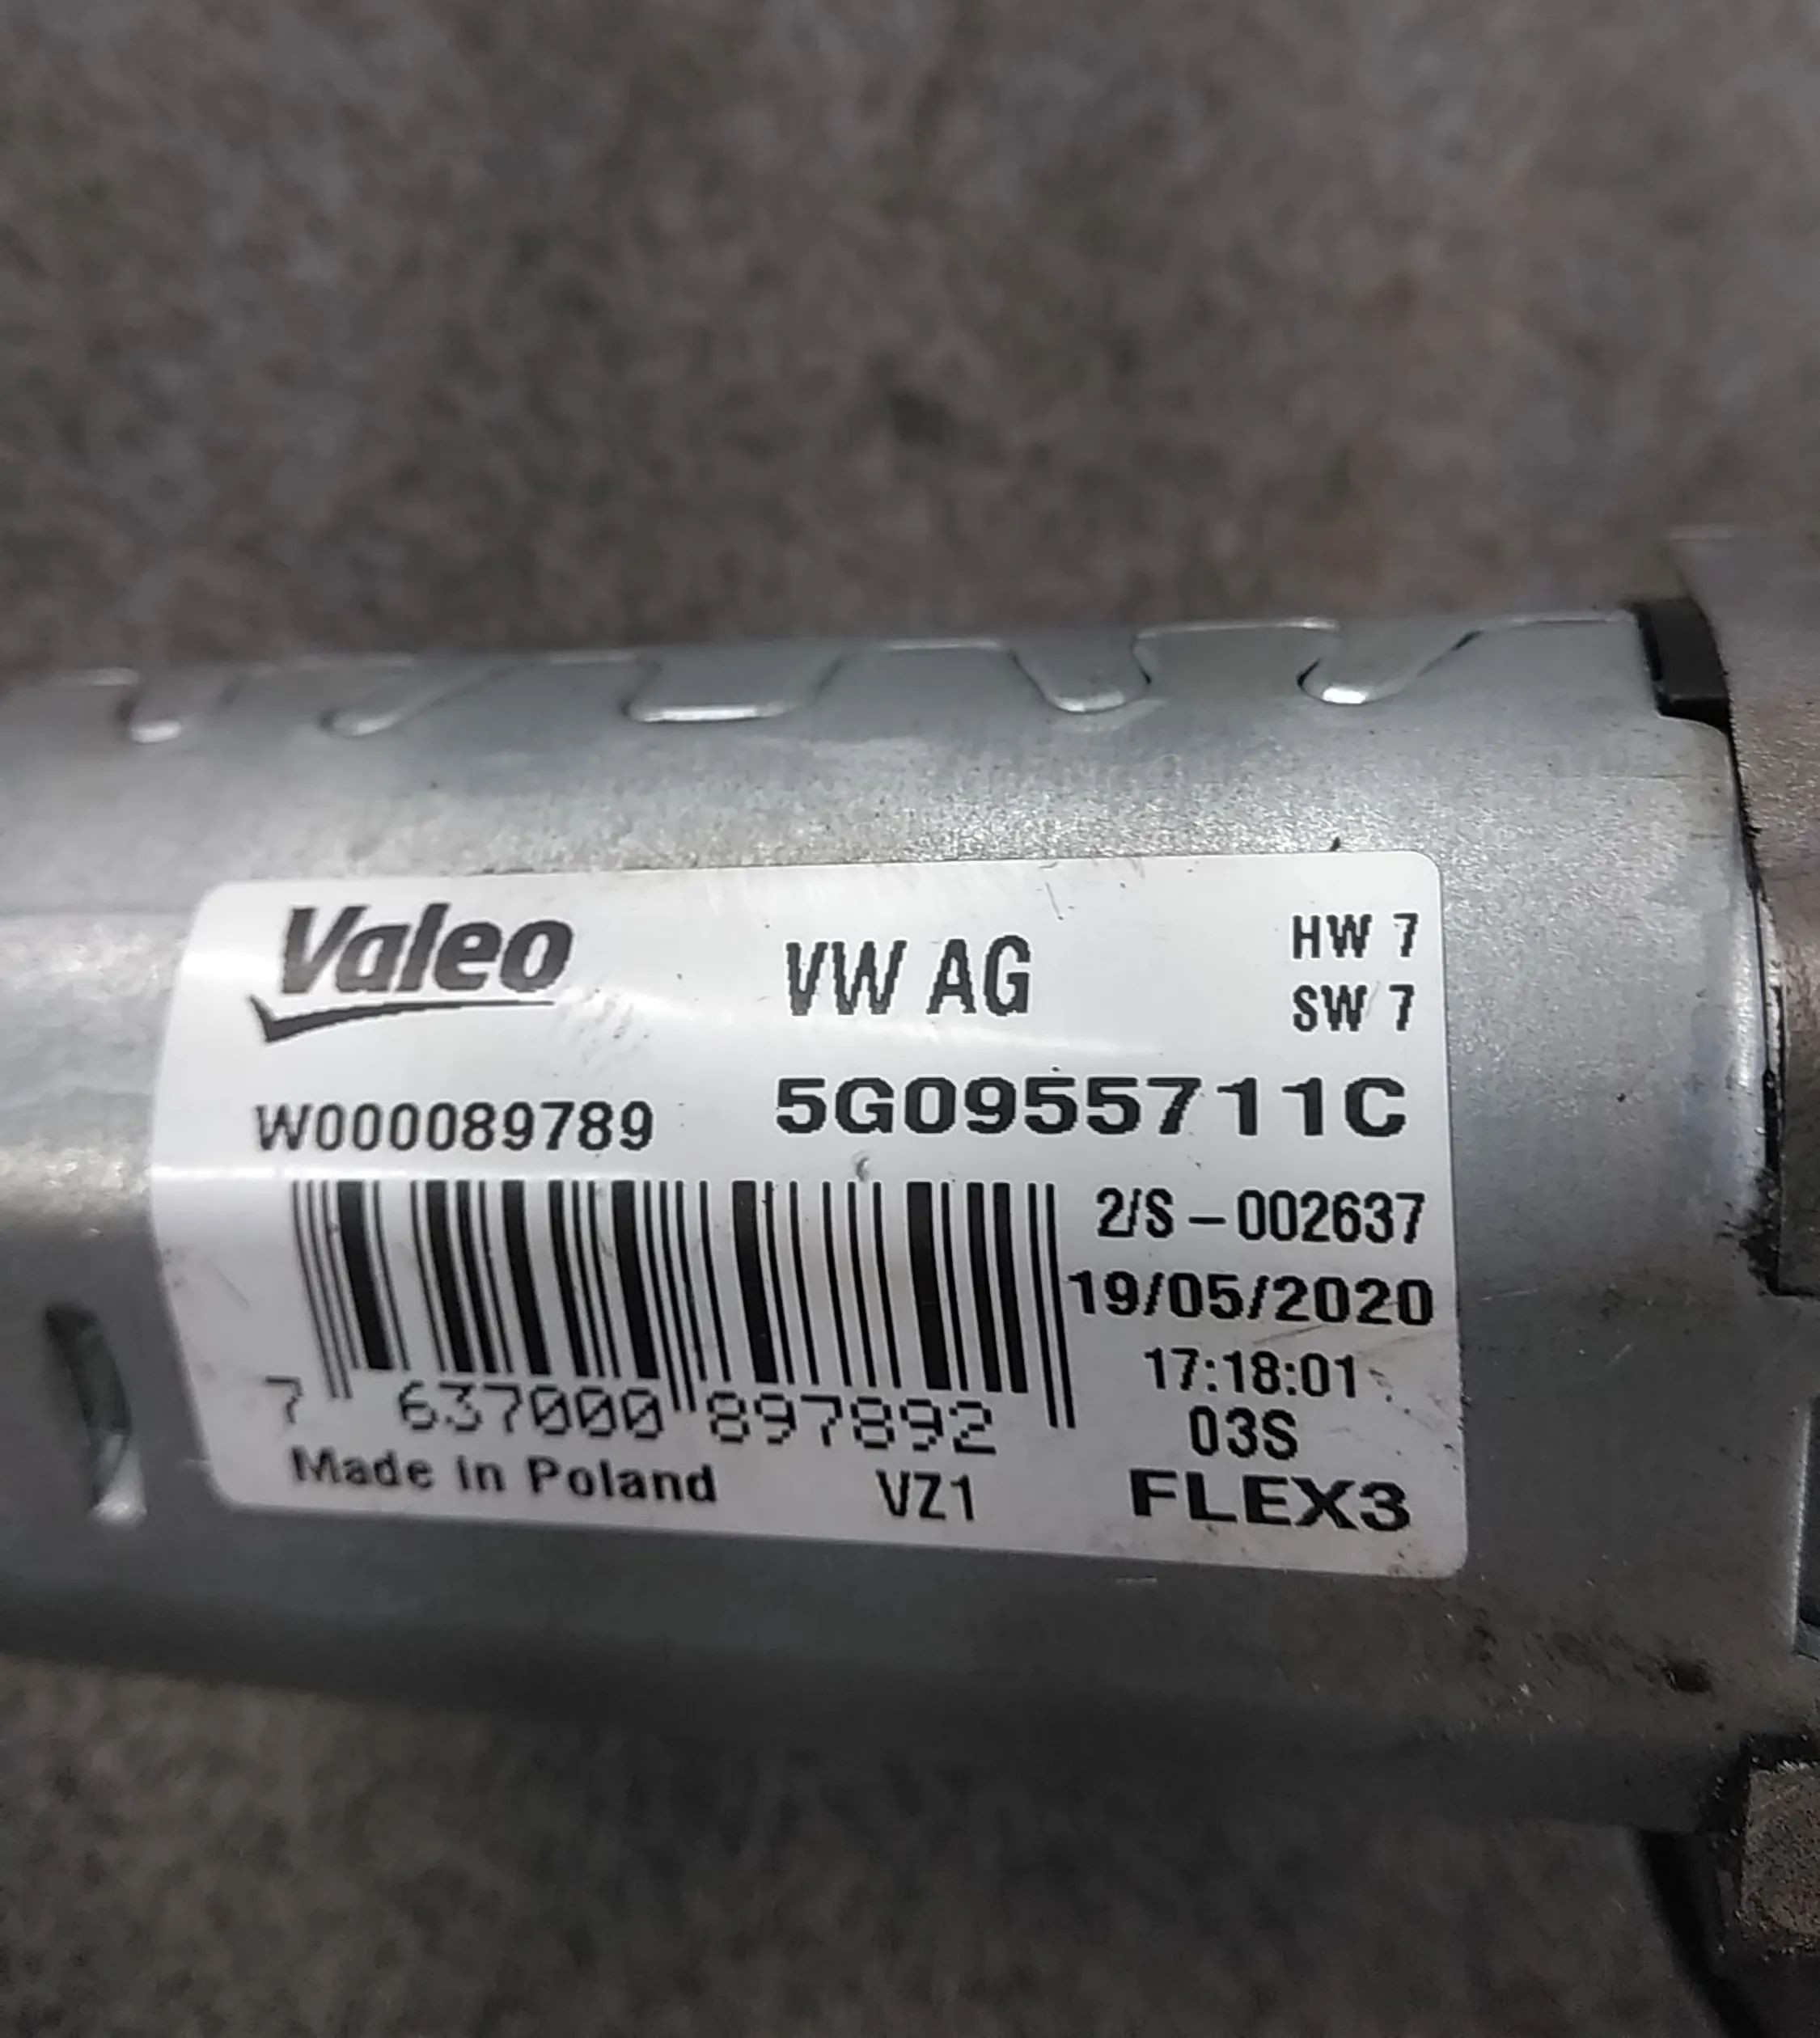 Valeo
VW AG
HW 7
SW 7
W000089789
5G0955711C
2/S - 002637
19/05/2020
17:18:01
03S
7 637000 897892
Made in Poland
VZ1
FLEX3